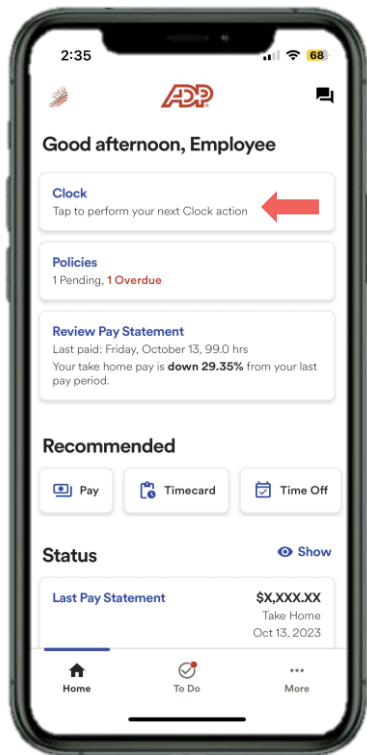 2:35
68
ADP
Good afternoon, Employee
Clock
Tap to perform your next Clock action
Policies
1 Pending, 1 Overdue
Review Pay Statement
Last paid: Friday, October 13, 99.0 hrs
Your take home pay is down 29.35% from your last
pay period.
Recommended
Pay
Timecard
Time Off
Status
Show
Last Pay Statement
$X,XXX.XX
Take Home
Oct 13, 2023
Home
To Do
More